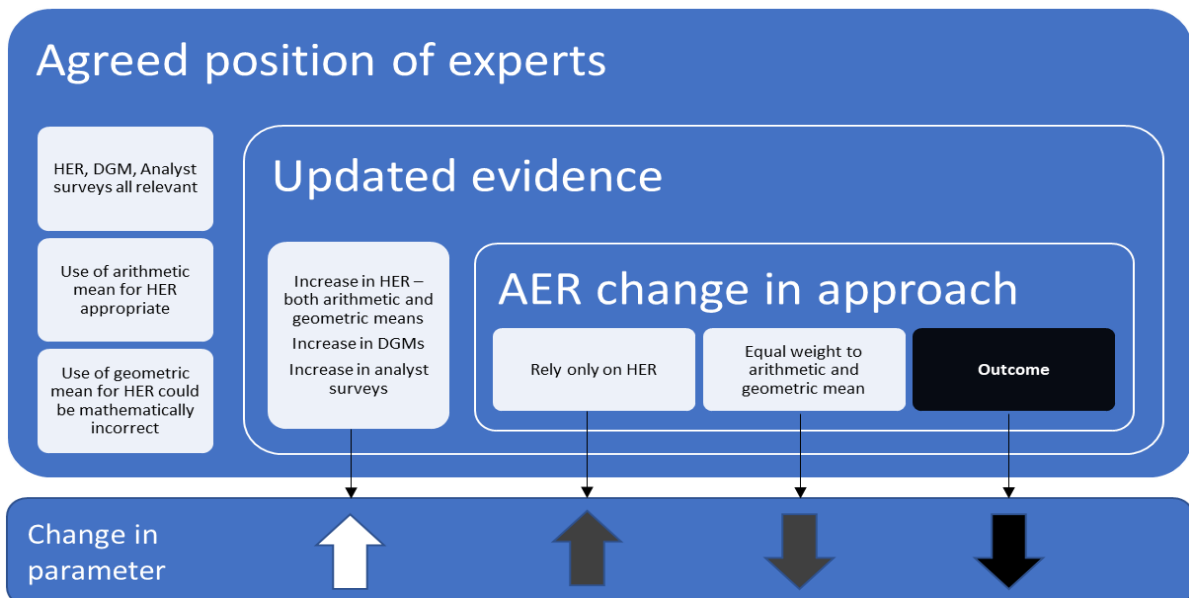 Agreed position of experts
HER, DGM, Analyst
surveys all relevant
Use of arithmetic
mean for HER
appropriate
Use of geometric
mean for HER could
be mathematically
incorrect
Updated evidence
Increase in HER –
both arithmetic and
geometric means
Increase in DGMs
Increase in analyst
surveys
AER change in approach
Rely only on HER
Equal weight to
arithmetic and
geometric mean
Outcome
Change in
parameter